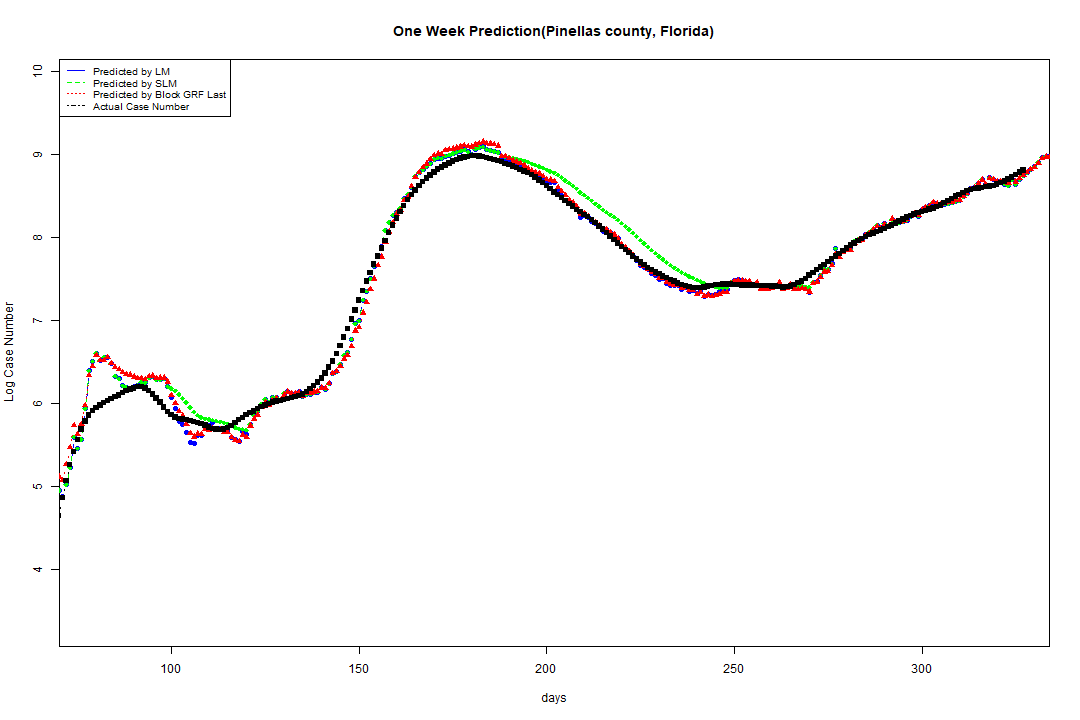 One Week Prediction(Pinellas county, Florida)
Predicted by LM
Predicted by SLM
Predicted by Block GRF Last
Actual Case Number
10
9
8
7
6
5
4
Log Case Number
100 150 200 250 300
days